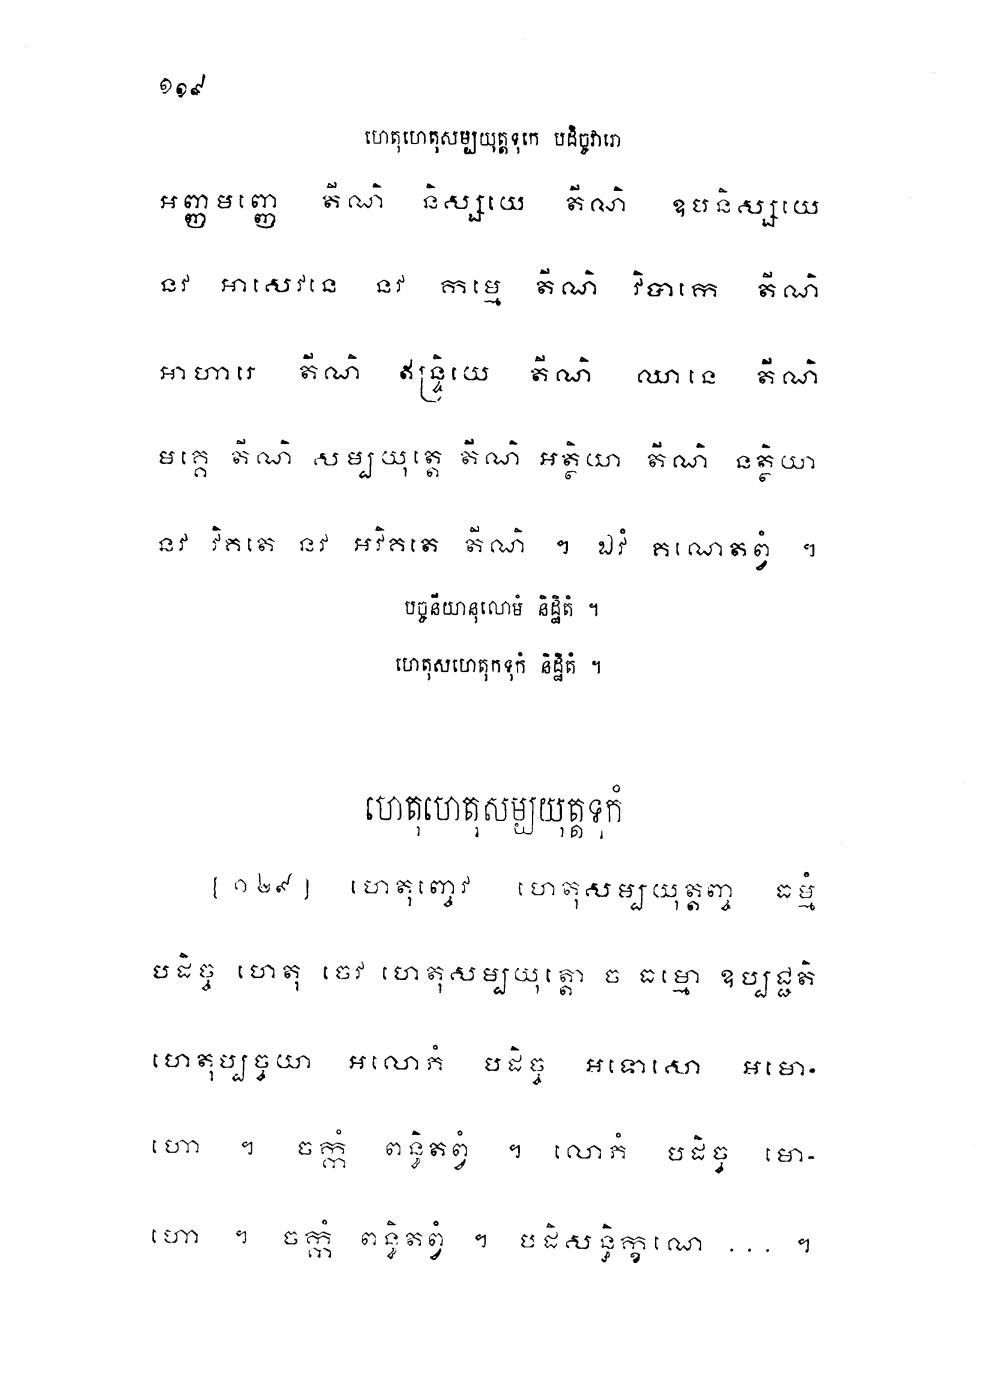 ១១៩
ហេតុហេតុសម្បយុត្តទុកេ បដិច្ចវារោ
អញ្ញមញ្ញេ តីណិ និស្សយេ តីណិ ឧបនិស្សយេ
នវ អាសេវនេ នវ កម្មេ តីណិ វិបាកេ តីណិ
អាហារេ តីណិ ឥន្ទ្រិយេ តីណិ ឈានេ តីណិ
មគ្គេ តីណិ សម្បយុត្តេ តីណិ អត្ថិយា តីណិ នត្ថិយា
នវ វិគតេ នវ អវិគតេ តីណិ ។ ឯវំ គណេតព្វំ ។
បច្ចនីយានុលោមំ និដ្ឋិតំ ។
ហេតុសហេតុកទុកំ និដ្ឋិតំ ។
ហេតុហេតុសម្បយុត្តទុកំ
[១២៩] ហេតុញ្ចេវ ហេតុសម្បយុត្តញ្ច ធម្មំ
បដិច្ច ហេតុ ចេវ ហេតុសម្បយុត្តោ ច ធម្មោ ឧប្បជ្ជតិ
ហេតុប្បច្ចយា អលោភំ បដិច្ច អទោសោ អមោ-
ហោ ។ ចក្កំ ពន្ធិតព្វំ ។ លោភំ បដិច្ច មោ-
ហោ ។ ចក្កំ ពន្ធិតព្វំ ។ បដិសន្ធិក្ខណេ ... ។